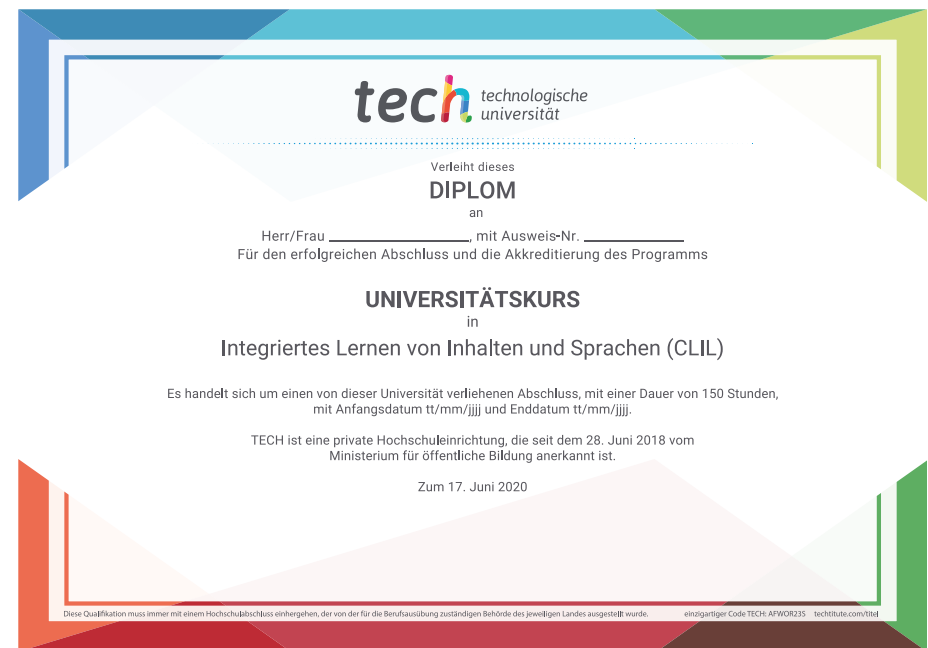 tech technologische
universität
Verleiht dieses
DIPLOM
an
Herr/Frau ____________, mit Ausweis-Nr. ____________
Für den erfolgreichen Abschluss und die Akkreditierung des Programms
UNIVERSITÄTSKURS
in
Integriertes Lernen von Inhalten und Sprachen (CLIL)
Es handelt sich um einen von dieser Universität verliehenen Abschluss, mit einer Dauer von 150 Stunden,
mit Anfangsdatum tt/mm/jjjj und Enddatum tt/mm/jjjj.
TECH ist eine private Hochschuleinrichtung, die seit dem 28. Juni 2018 vom
Ministerium für öffentliche Bildung anerkannt ist.
Zum 17. Juni 2020
Diese Qualifikation muss immer mit einem Hochschulabschluss einhergehen, der von der für die Berufsausübung zuständigen Behörde des jeweiligen Landes ausgestellt wurde. einzigartiger Code TECH: AFWOR23S techtitute.com/titel